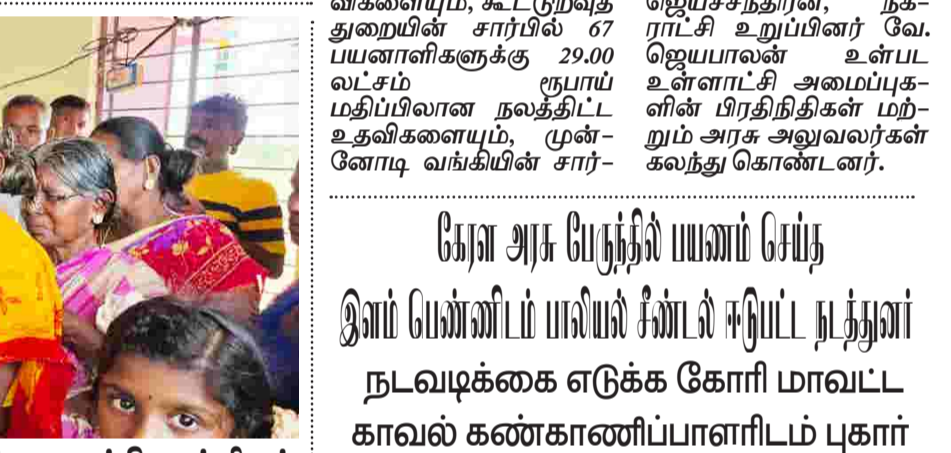 விகளையும், கூட்டுறவுத்
துறையின் சார்பில் 67
பயனாளிகளுக்கு 29.00
லட்சம் ரூபாய்
மதிப்பிலான நலத்திட்ட
உதவிகளையும், முன்-
னோடி வங்கியின் சார்-
ஜெயச்சந்திரன், நக-
ராட்சி உறுப்பினர் வே.
ஜெயபாலன் உள்பட
உள்ளாட்சி அமைப்புக-
ளின் பிரதிநிதிகள் மற்-
றும் அரசு அலுவலர்கள்
கலந்து கொண்டனர்.
கேரள அரசு பேருந்தில் பயணம் செய்த
இளம் பெண்ணிடம் பாலியல் சீண்டல் ஈடுபட்ட நடத்துனர்
நடவடிக்கை எடுக்க கோரி மாவட்ட
காவல் கண்காணிப்பாளரிடம் புகார்